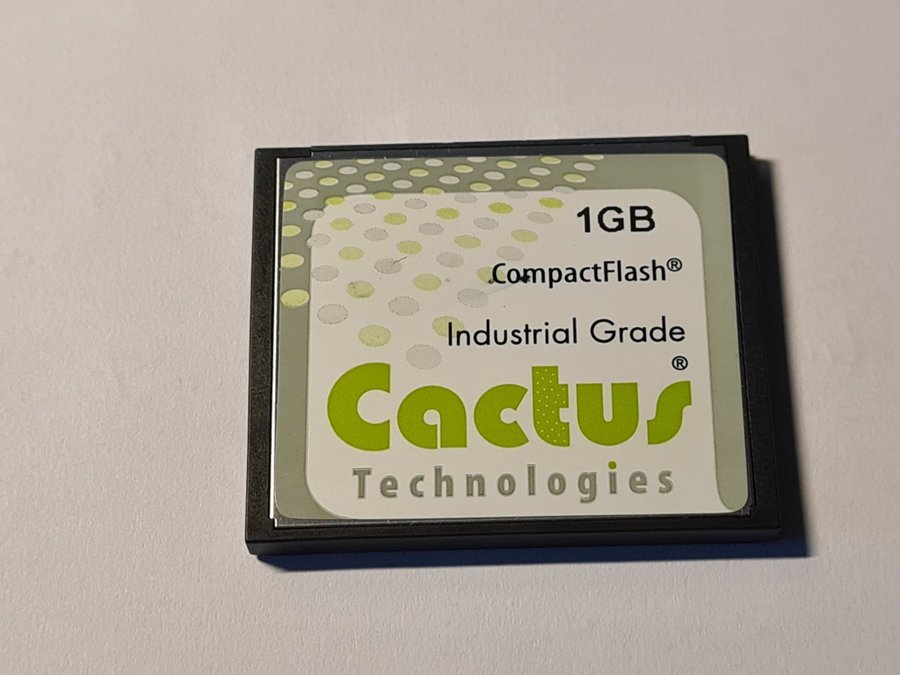 1GB
CompactFlash®
Industrial Grade
Cactus®
Technologies